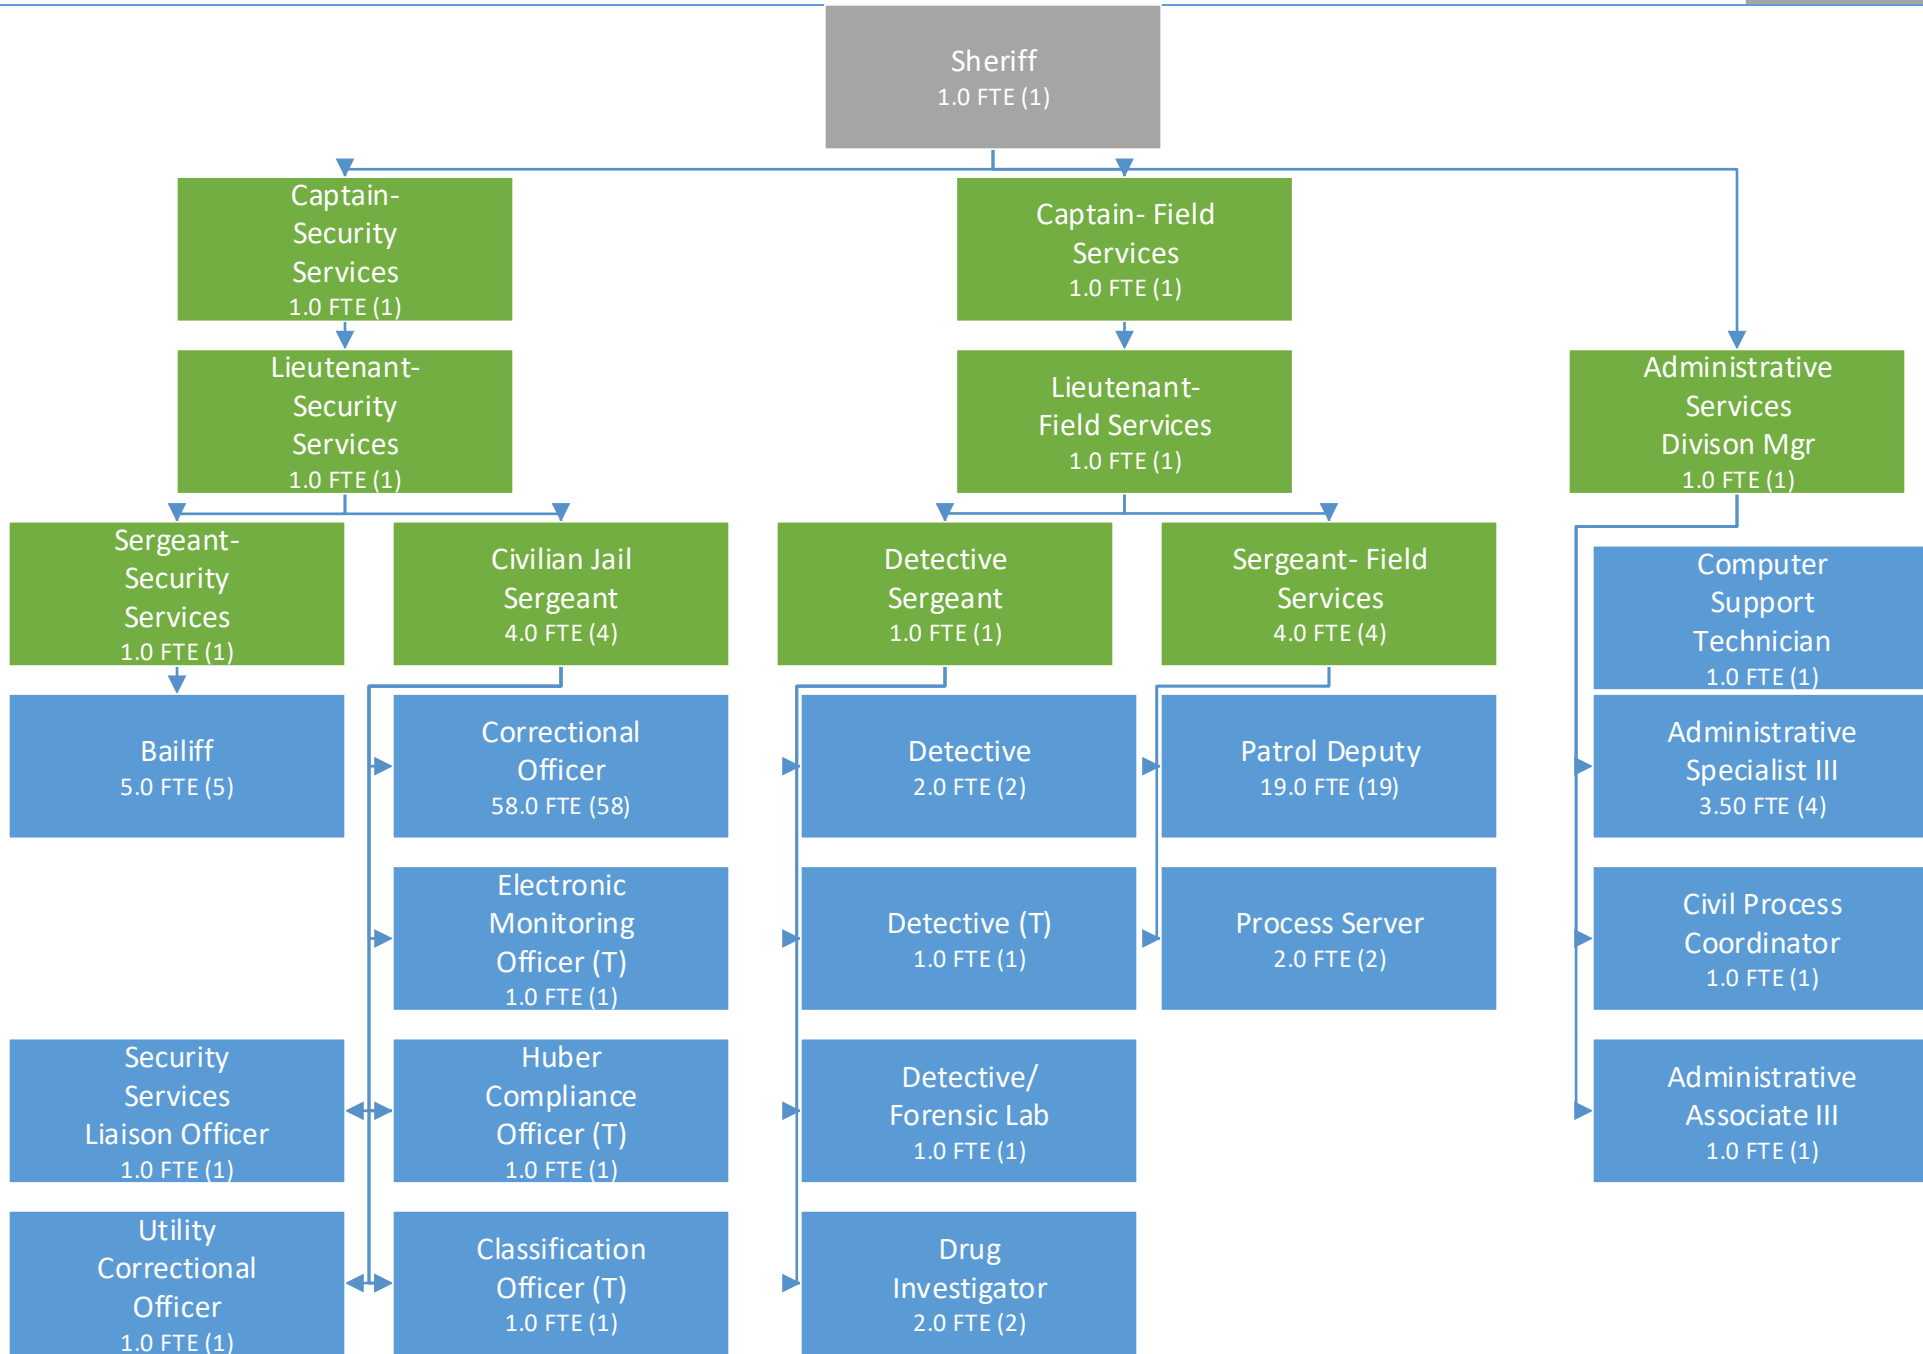 Sheriff
1.0 FTE (1)
Captain-
Security
Services
1.0 FTE (1)
Captain- Field
Services
1.0 FTE (1)
Lieutenant-
Security
Services
1.0 FTE (1)
Lieutenant-
Field Services
1.0 FTE (1)
Administrative
Services
Divison Mgr
1.0 FTE (1)
Sergeant-
Security
Services
1.0 FTE (1)
Civilian Jail
Sergeant
4.0 FTE (4)
Detective
Sergeant
1.0 FTE (1)
Sergeant- Field
Services
4.0 FTE (4)
Computer
Support
Technician
1.0 FTE (1)
Bailiff
5.0 FTE (5)
Correctional
Officer
58.0 FTE (58)
Detective
2.0 FTE (2)
Patrol Deputy
19.0 FTE (19)
Administrative
Specialist III
3.50 FTE (4)
Electronic
Monitoring
Officer (T)
1.0 FTE (1)
Detective (T)
1.0 FTE (1)
Process Server
2.0 FTE (2)
Civil Process
Coordinator
1.0 FTE (1)
Security
Services
Liaison Officer
1.0 FTE (1)
Huber
Compliance
Officer (T)
1.0 FTE (1)
Detective/
Forensic Lab
1.0 FTE (1)
Administrative
Associate III
1.0 FTE (1)
Utility
Correctional
Officer
1.0 FTE (1)
Classification
Officer (T)
1.0 FTE (1)
Drug
Investigator
2.0 FTE (2)